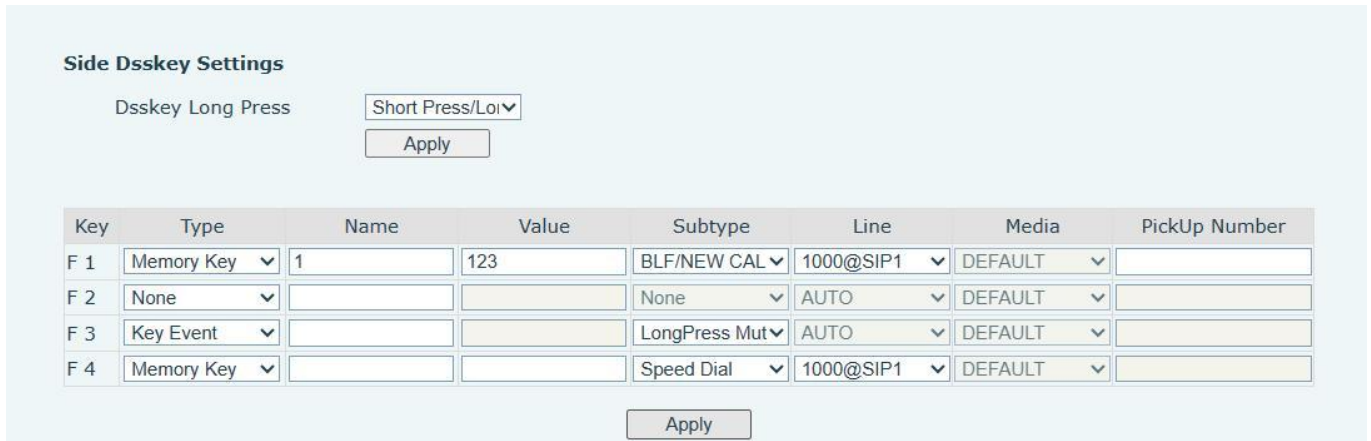 Side Dsskey Settings
Dsskey Long Press Short Press/Lor
Apply
Key Type Name Value Subtype Line Media PickUp Number
F 1 Memory Key 1 123 BLF/NEW CAL 1000@SIP1 DEFAULT
F 2 None None AUTO DEFAULT
F 3 Key Event LongPress Mut AUTO DEFAULT
F 4 Memory Key Speed Dial 1000@SIP1 DEFAULT
Apply